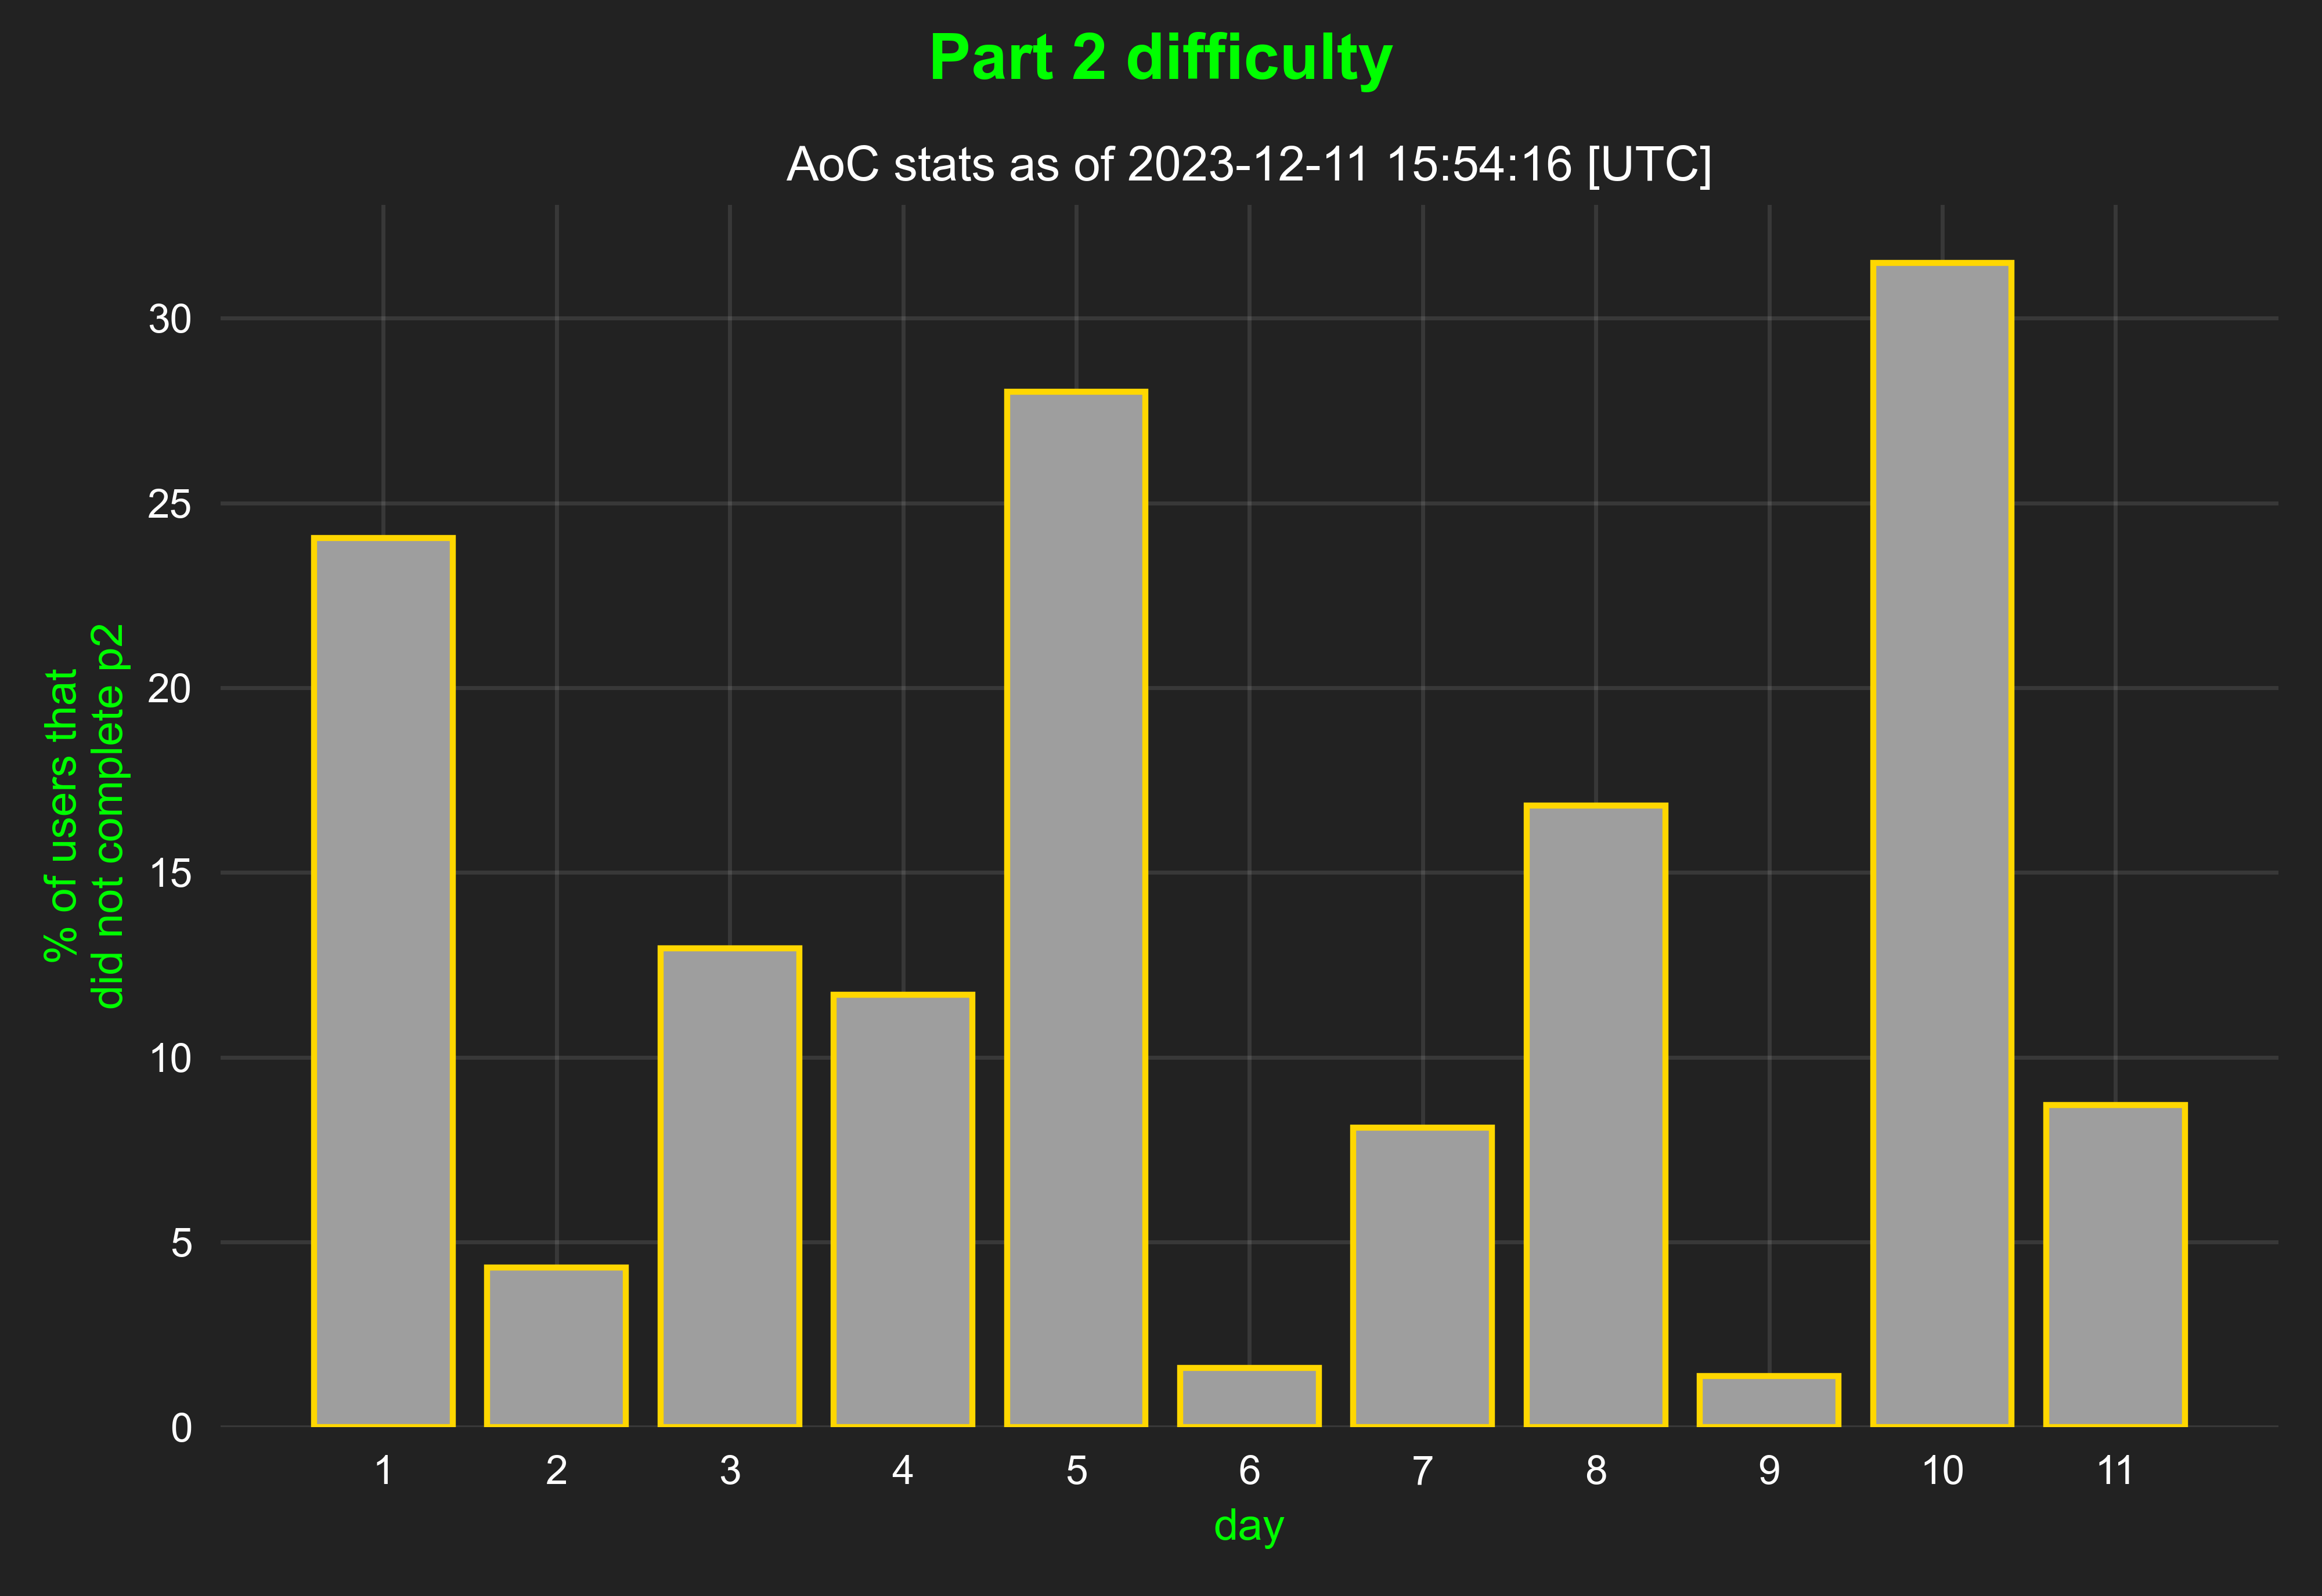 Part 2 difficulty
AoC stats as of 2023-12-11 15:54:16 [UTC]
% of users that
did not complete p2
30
25
20
15
10
5
0
1 2 3 4 5 6 7 8 9 10 11
day